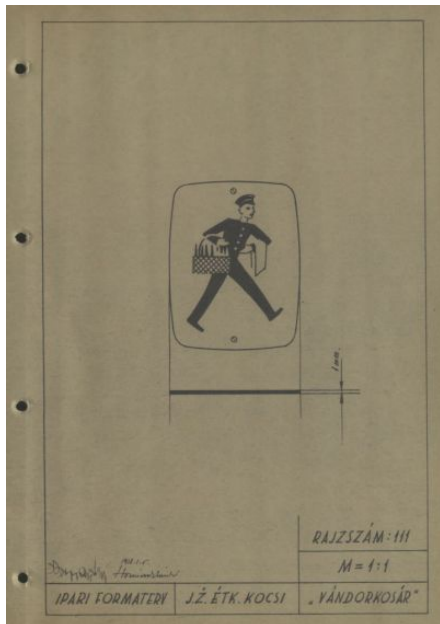 1 mm.
RAJZSZÁM: 111
M = 1:1
IPARI FORMATERV
J.Ž. ÉTK. KOCSI
„VÁNDORKOSÁR"